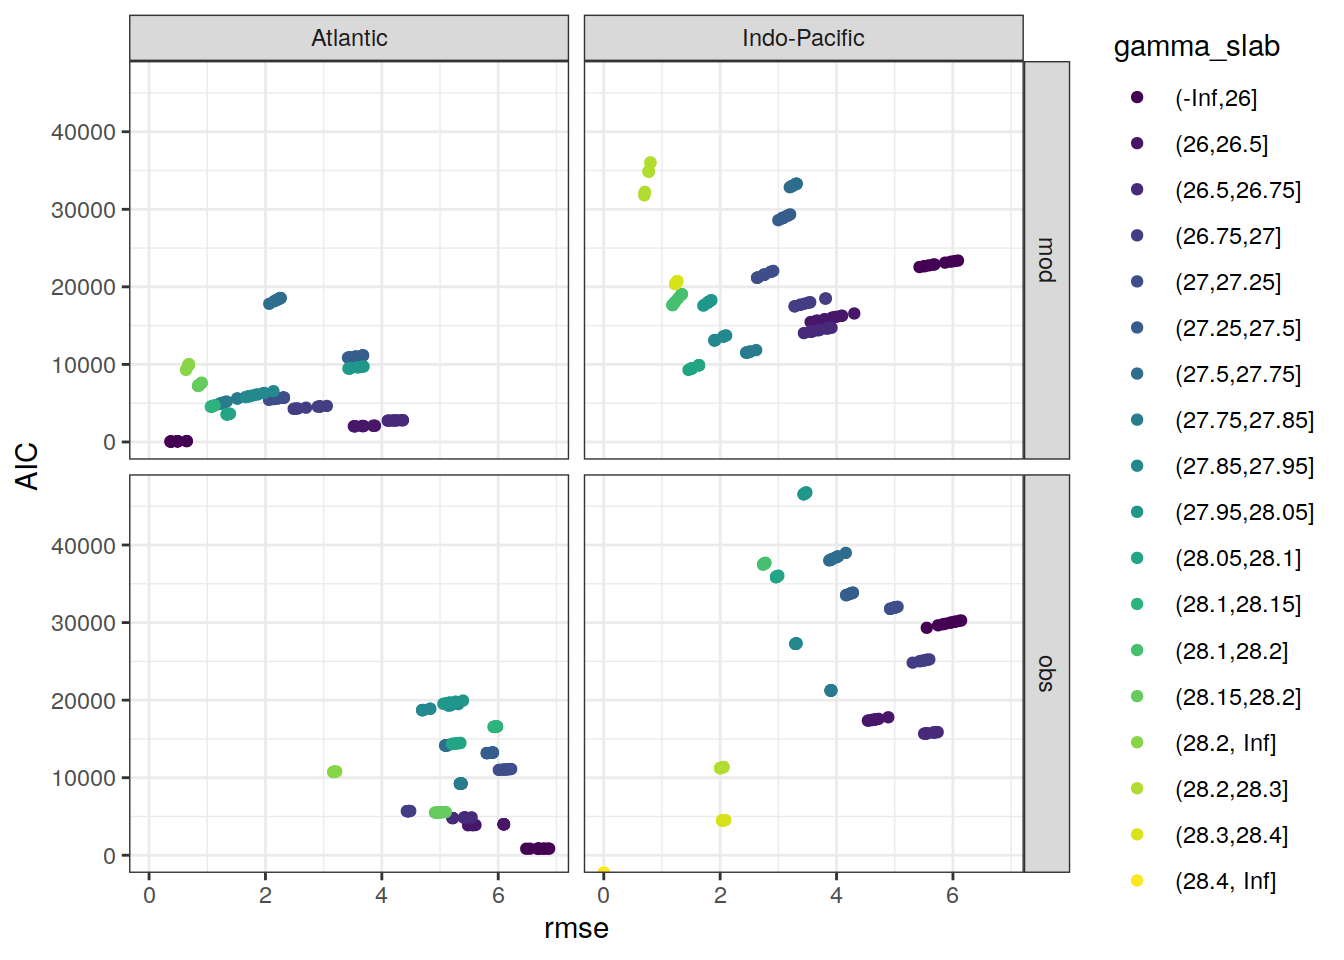 Atlantic
Indo-Pacific
mod
obs
AIC
40000
30000
20000
10000
0
40000
30000
20000
10000
0
0 2 4 6
0 2 4 6
rmse
gamma_slab
(-Inf,26]
(26,26.5]
(26.5,26.75]
(26.75,27]
(27,27.25]
(27.25,27.5]
(27.5,27.75]
(27.75,27.85]
(27.85,27.95]
(27.95,28.05]
(28.05,28.1]
(28.1,28.15]
(28.1,28.2]
(28.15,28.2]
(28.2, Inf]
(28.2,28.3]
(28.3,28.4]
(28.4, Inf]